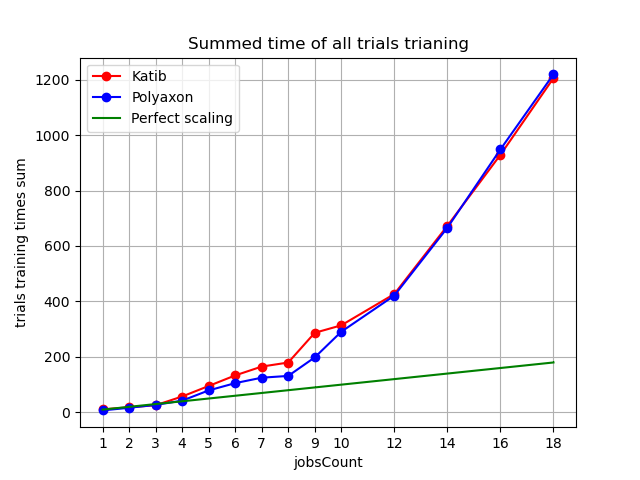 Summed time of all trials trianing
Katib
Polyaxon
Perfect scaling
trials training times sum
1200
1000
800
600
400
200
0
1 2 3 4 5 6 7 8 9 10 12 14 16 18
jobsCount